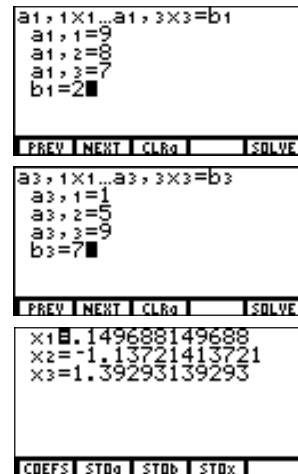 a1,1x1...a1,3x3=b1
a1,1=9
a1,2=8
a1,3=7
b1=2
PREV NEXT CLRa SOLVE
a3,1x1...a3,3x3=b3
a3,1=1
a3,2=5
a3,3=9
b3=7
PREV NEXT CLRa SOLVE
x1=.149688149688
x2=-1.13721413721
x3=1.39293139293
COEFS STOa STOb STOx